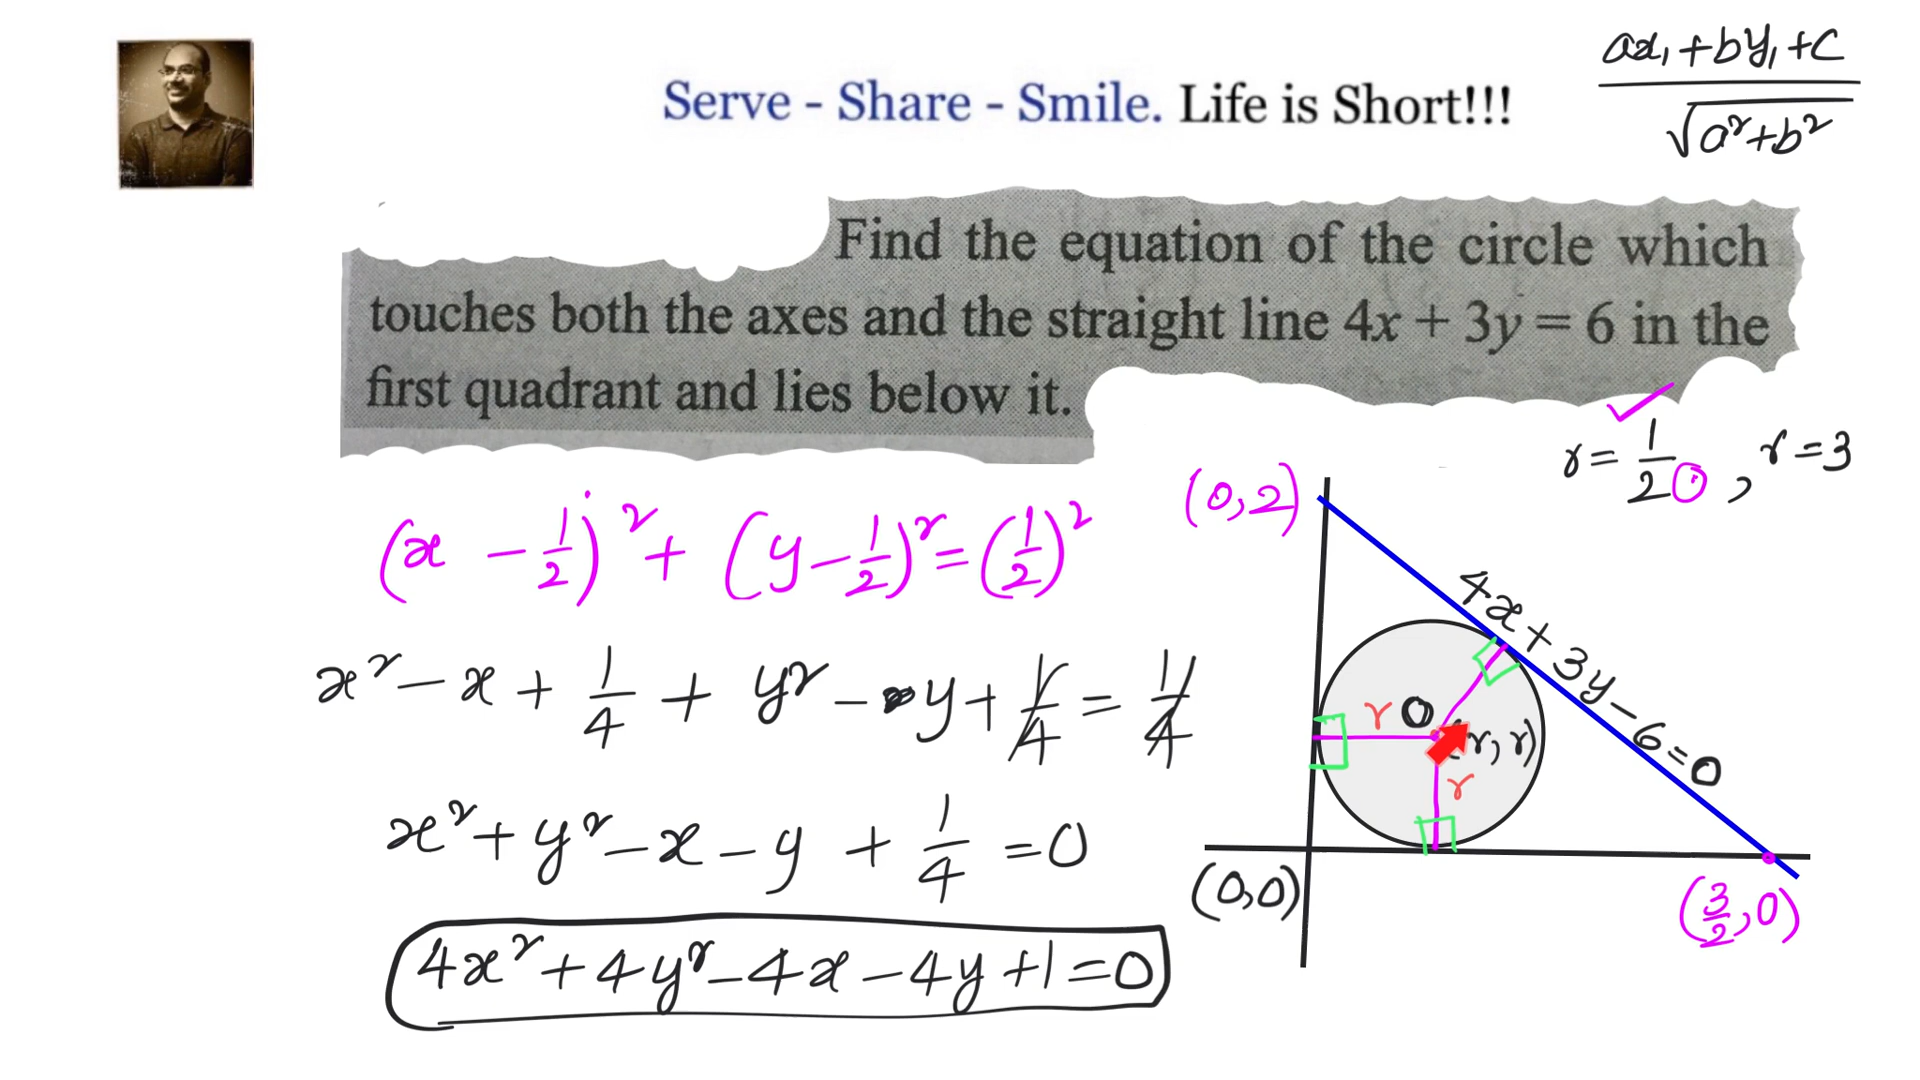 Serve - Share - Smile. Life is Short!!!
ax₁ + by₁ + c
√a² + b²
Find the equation of the circle which
touches both the axes and the straight line 4x + 3y = 6 in the
first quadrant and lies below it.
r = 1/2 0 , r = 3
(x - 1/2)² + (y - 1/2)² = (1/2)²
x² - x + 1/4 + y² - y + 1/4 = 1/4
x² + y² - x - y + 1/4 = 0
4x² + 4y² - 4x - 4y + 1 = 0
(0,2)
4x + 3y - 6 = 0
r O
(r, r)
r
(0,0)
(3/2, 0)